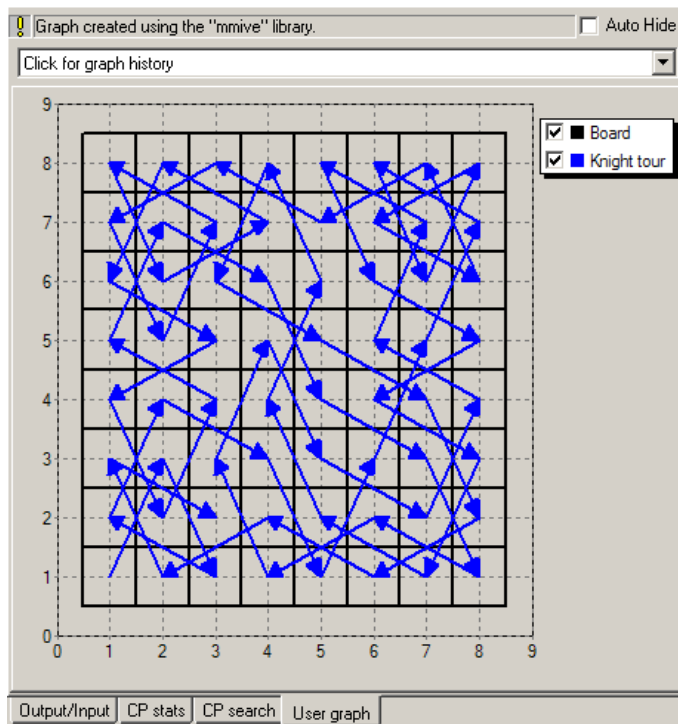 Graph created using the "mmive" library.
Auto Hide
Click for graph history
9
8
7
6
5
4
3
2
1
0
0 1 2 3 4 5 6 7 8 9
Board
Knight tour
Output/Input CP stats CP search User graph